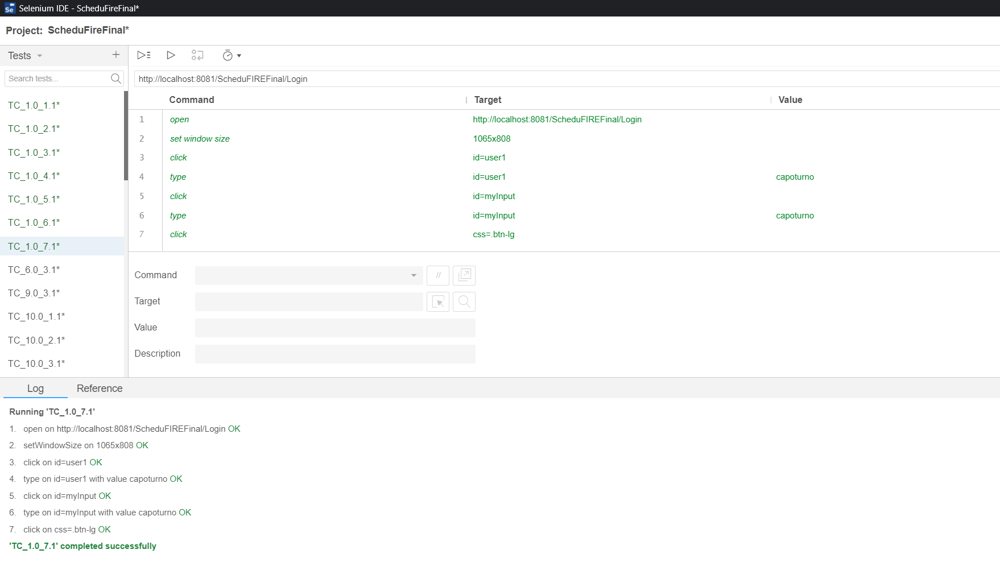 Selenium IDE - ScheduFireFinal*
Project: ScheduFireFinal*
Tests
Search tests...
TC_1.0_1.1*
TC_1.0_2.1*
TC_1.0_3.1*
TC_1.0_4.1*
TC_1.0_5.1*
TC_1.0_6.1*
TC_1.0_7.1*
TC_6.0_3.1*
TC_9.0_3.1*
TC_10.0_1.1*
TC_10.0_2.1*
TC_10.0_3.1*
http://localhost:8081/ScheduFIREFinal/Login
Command Target Value
1 open http://localhost:8081/ScheduFIREFinal/Login
2 set window size 1065x808
3 click id=user1
4 type id=user1 capoturno
5 click id=myInput
6 type id=myInput capoturno
7 click css=.btn-lg
Command //
Target
Value
Description
Log Reference
Running 'TC_1.0_7.1'
1. open on http://localhost:8081/ScheduFIREFinal/Login OK
2. setWindowSize on 1065x808 OK
3. click on id=user1 OK
4. type on id=user1 with value capoturno OK
5. click on id=myInput OK
6. type on id=myInput with value capoturno OK
7. click on css=.btn-lg OK
'TC_1.0_7.1' completed successfully